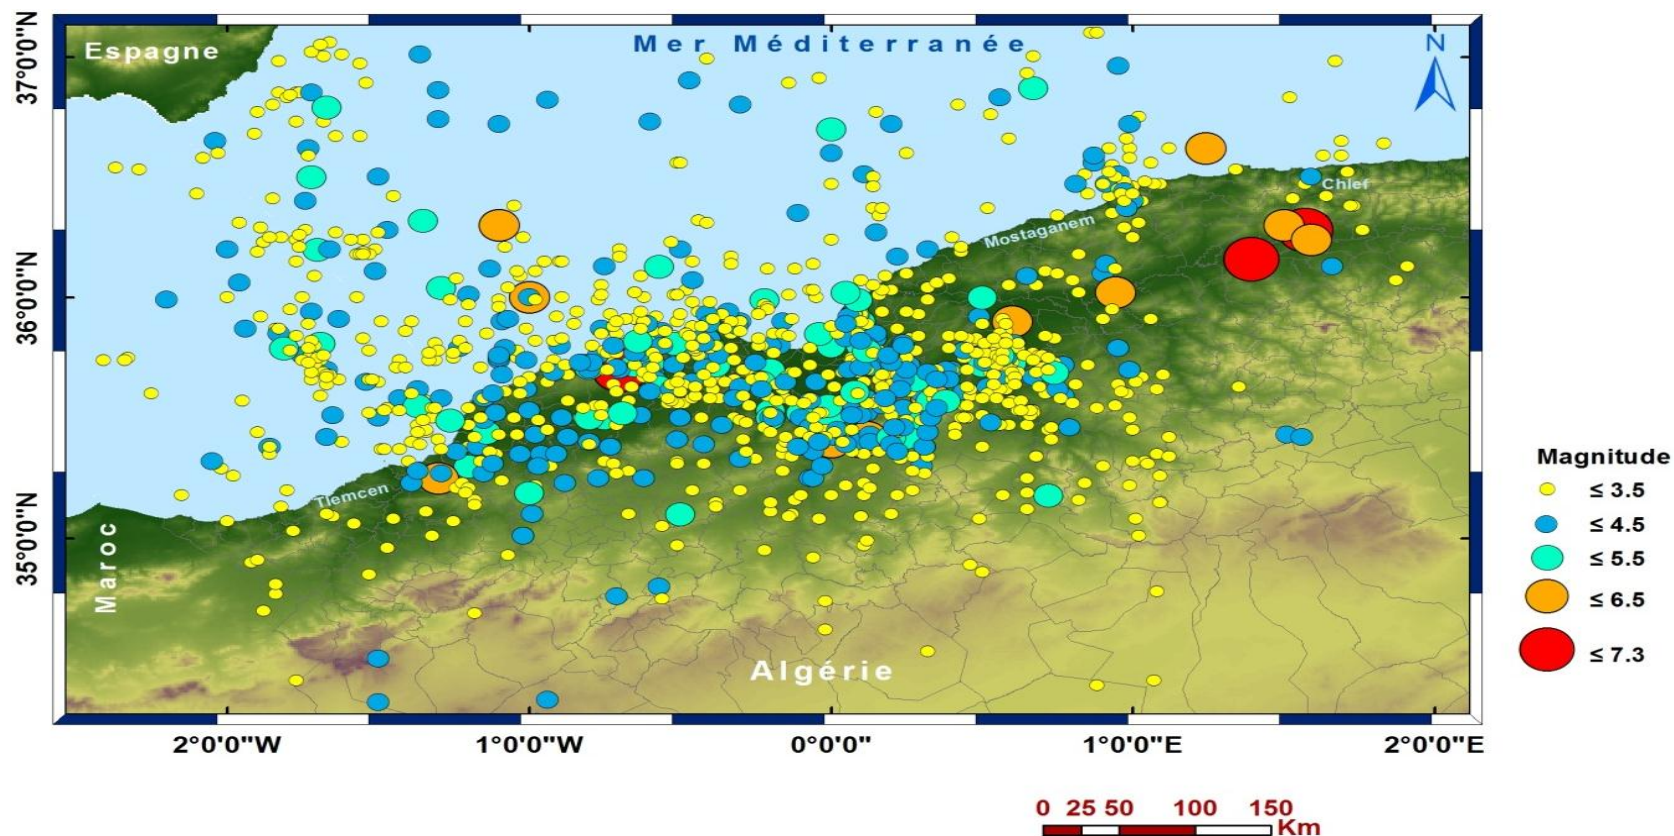 Espagne
Mer Méditerranée
N
37°0'0"N
36°0'0"N
35°0'0"N
Chlef
Mostaganem
Tlemcen
Maroc
Algérie
2°0'0"W
1°0'0"W
0°0'0"
1°0'0"E
2°0'0"E
Magnitude
≤ 3.5
≤ 4.5
≤ 5.5
≤ 6.5
≤ 7.3
0 25 50 100 150
Km